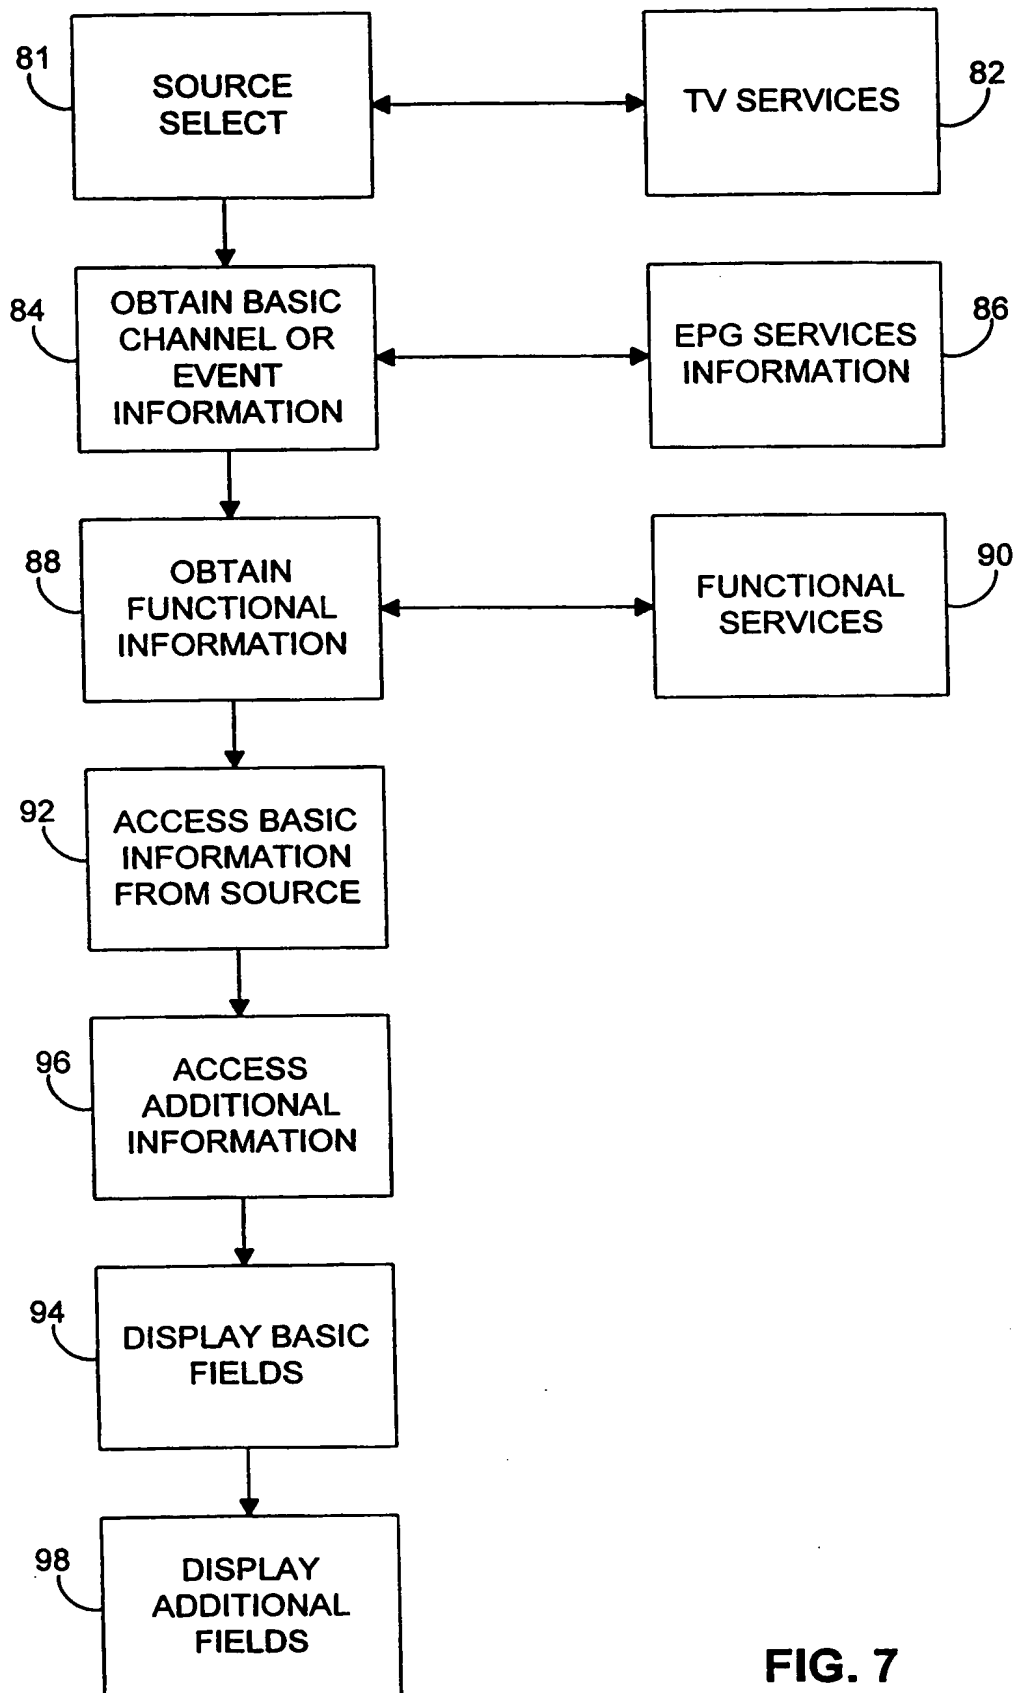 81
SOURCE
SELECT
TV SERVICES
82
84
OBTAIN BASIC
CHANNEL OR
EVENT
INFORMATION
EPG SERVICES
INFORMATION
86
88
OBTAIN
FUNCTIONAL
INFORMATION
FUNCTIONAL
SERVICES
90
92
ACCESS BASIC
INFORMATION
FROM SOURCE
96
ACCESS
ADDITIONAL
INFORMATION
94
DISPLAY BASIC
FIELDS
98
DISPLAY
ADDITIONAL
FIELDS
FIG. 7